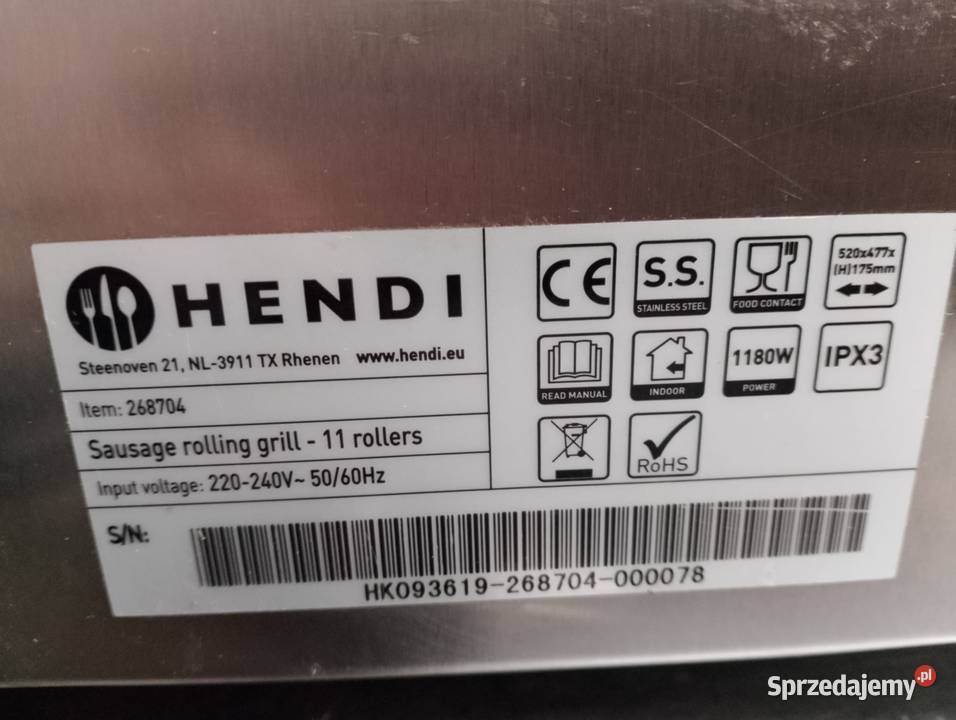 HENDI
Steenoven 21, NL-3911 TX Rhenen www.hendi.eu
Item: 268704
Sausage rolling grill - 11 rollers
Input voltage: 220-240V~ 50/60Hz
CE
S.S.
STAINLESS STEEL
FOOD CONTACT
520x477x
(H)175mm
READ MANUAL
INDOOR
1180W
POWER
IPX3
RoHS
S/N:
HK093619-268704-000078
Sprzedajemy.pl